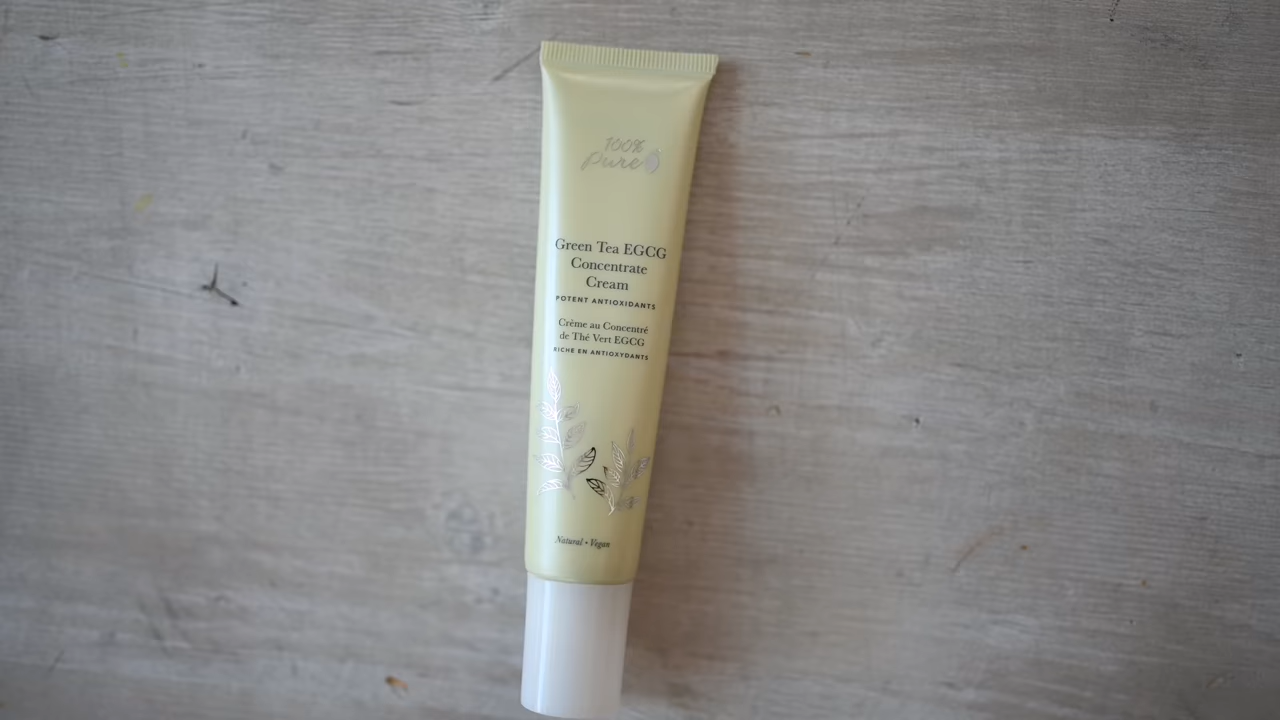 100%
Pure
Green Tea EGCG
Concentrate
Cream
POTENT ANTIOXIDANTS
Crème au Concentré
de Thé Vert EGCG
RICHE EN ANTIOXYDANTS
Natural • Vegan